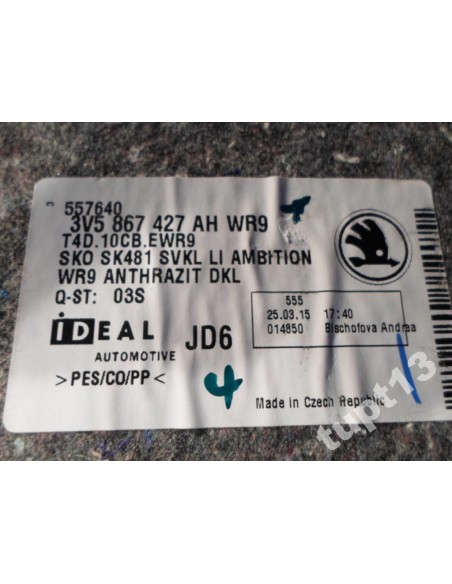 557640
3V5 867 427 AH WR9
T4D.10CB.EWR9
SKO SK481 SVKL LI AMBITION
WR9 ANTHRAZIT DKL
Q-ST: 03S
555
25.03.15 17:40
014850 Bischofova Andrea
iDEAL
AUTOMOTIVE
JD6
>PES/CO/PP<
4
Made in Czech Republic
tupt13